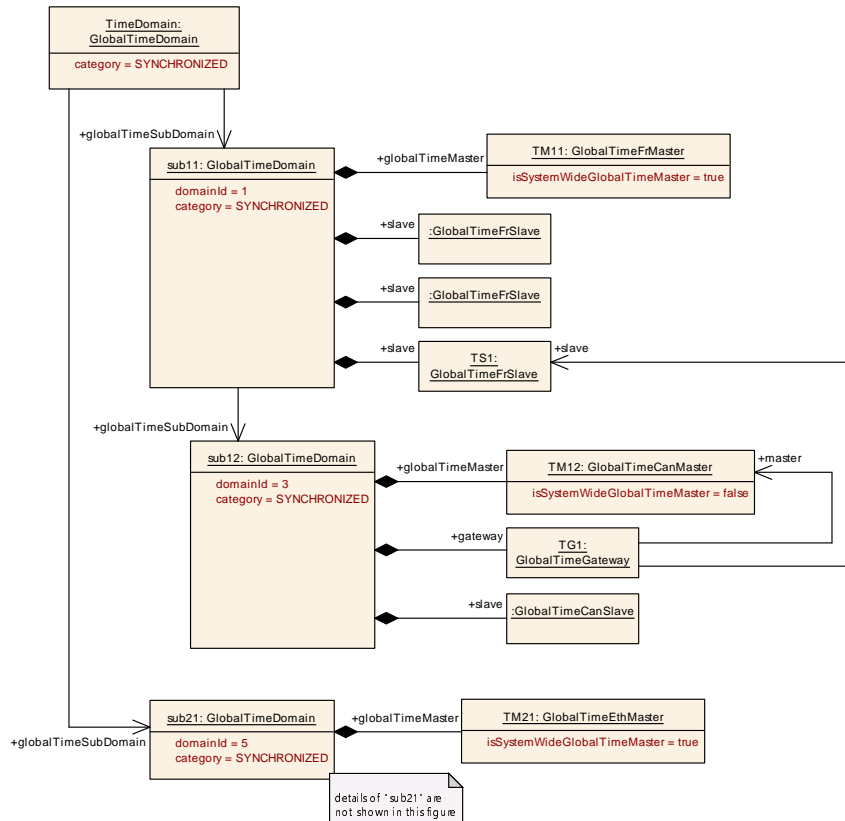 TimeDomain:
GlobalTimeDomain
category = SYNCHRONIZED
+globalTimeSubDomain
sub11: GlobalTimeDomain
domainId = 1
category = SYNCHRONIZED
+globalTimeMaster
TM11: GlobalTimeFrMaster
isSystemWideGlobalTimeMaster = true
+slave
:GlobalTimeFrSlave
+slave
:GlobalTimeFrSlave
+slave
TS1:
GlobalTimeFrSlave
+slave
+globalTimeSubDomain
sub12: GlobalTimeDomain
domainId = 3
category = SYNCHRONIZED
+globalTimeMaster
TM12: GlobalTimeCanMaster
isSystemWideGlobalTimeMaster = false
+master
+gateway
TG1:
GlobalTimeGateway
+slave
:GlobalTimeCanSlave
+globalTimeSubDomain
sub21: GlobalTimeDomain
domainId = 5
category = SYNCHRONIZED
+globalTimeMaster
TM21: GlobalTimeEthMaster
isSystemWideGlobalTimeMaster = true
details of "sub21" are
not shown in this figure